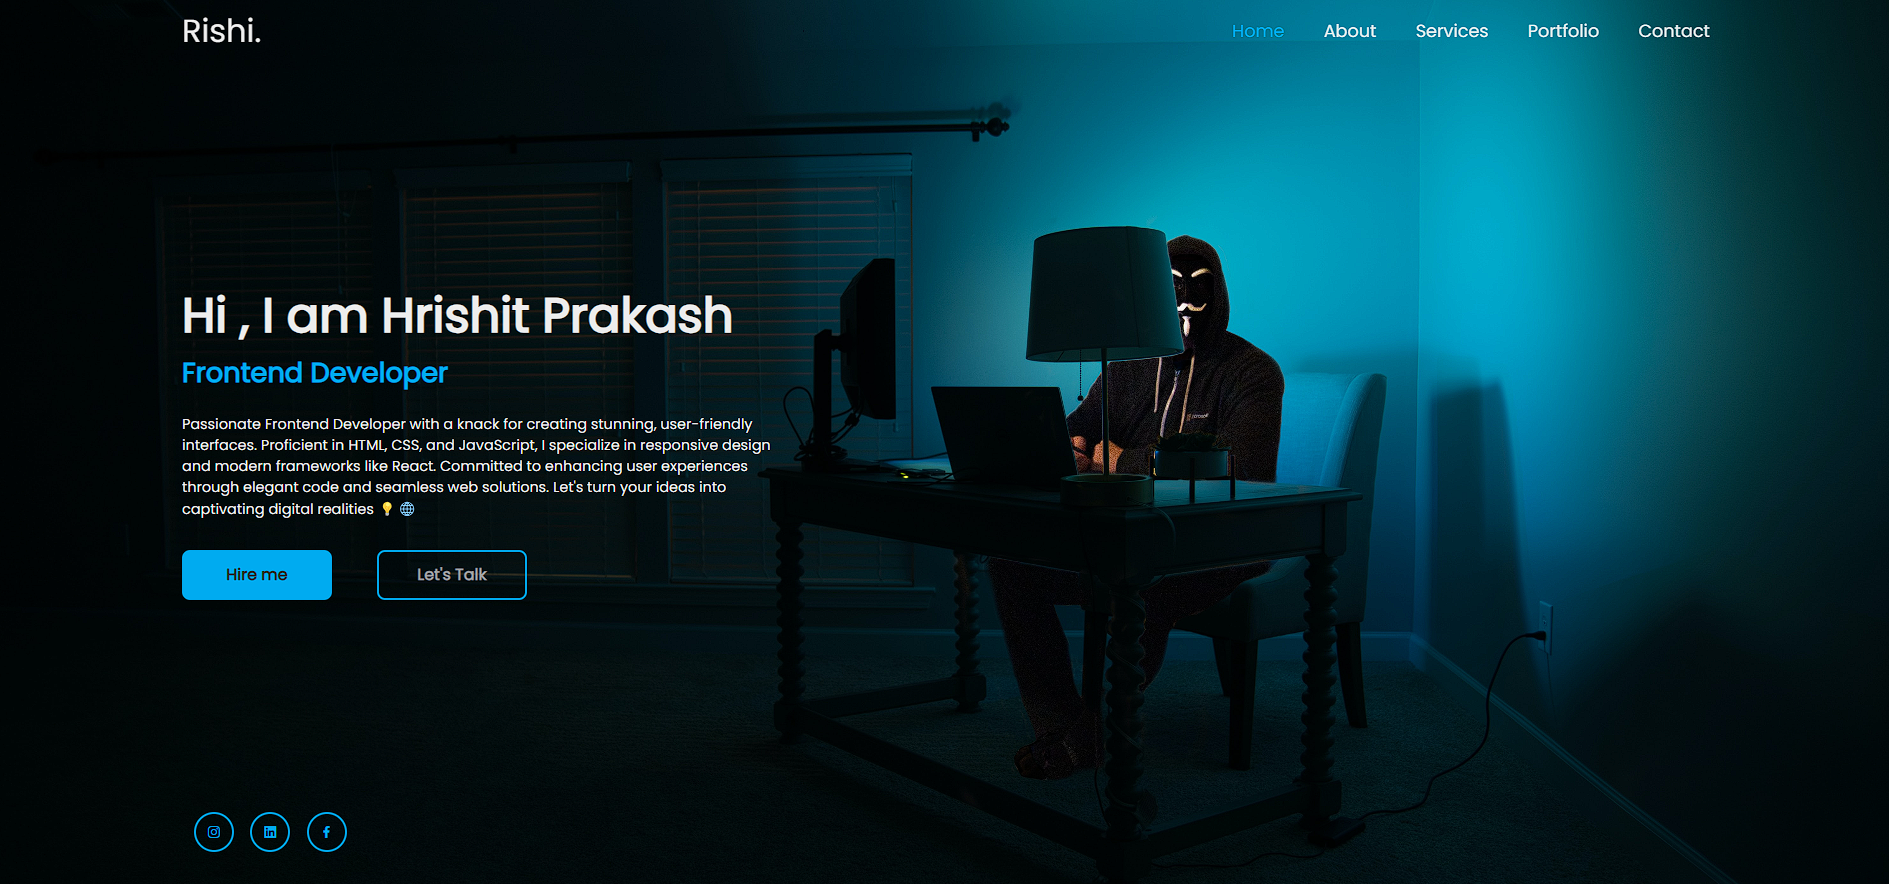 Rishi.
Home
About
Services
Portfolio
Contact
Hi , I am Hrishit Prakash
Frontend Developer
Passionate Frontend Developer with a knack for creating stunning, user-friendly
interfaces. Proficient in HTML, CSS, and JavaScript, I specialize in responsive design
and modern frameworks like React. Committed to enhancing user experiences
through elegant code and seamless web solutions. Let's turn your ideas into
captivating digital realities 💡 🌐
Hire me
Let's Talk